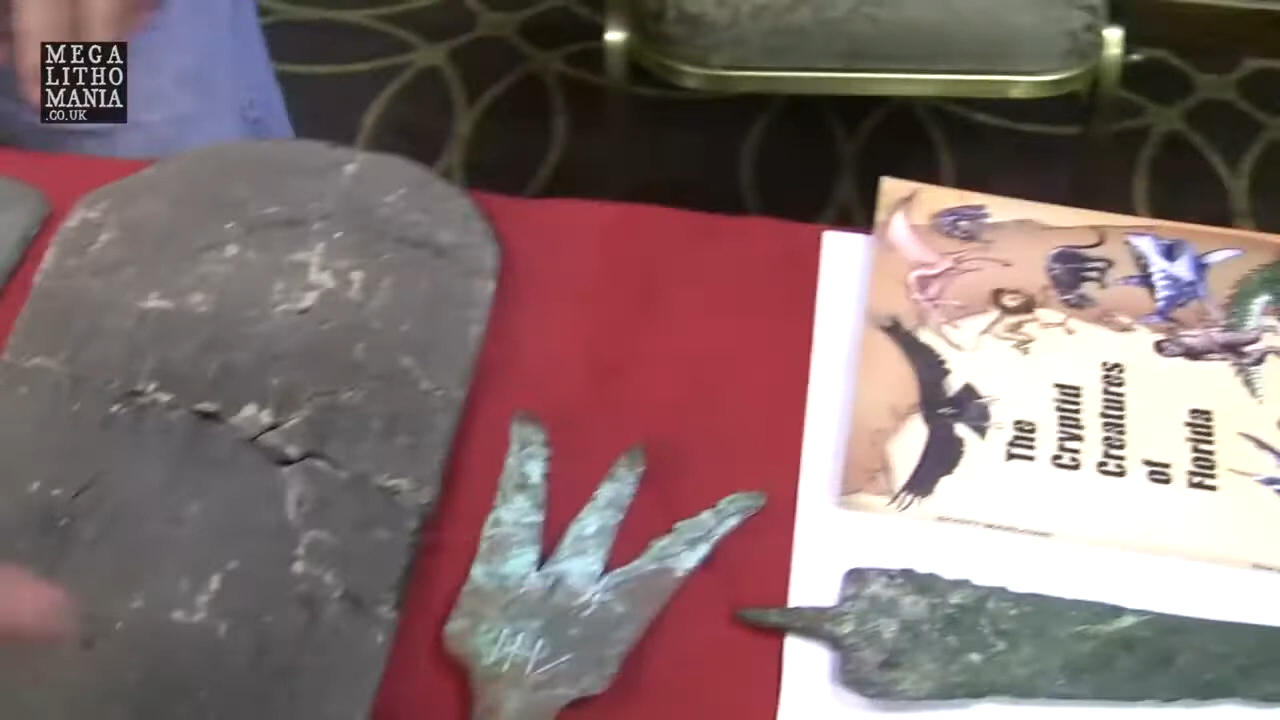 MEGA
LITHO
MANIA
.CO.UK
The
Cryptid
Creatures
of
Florida